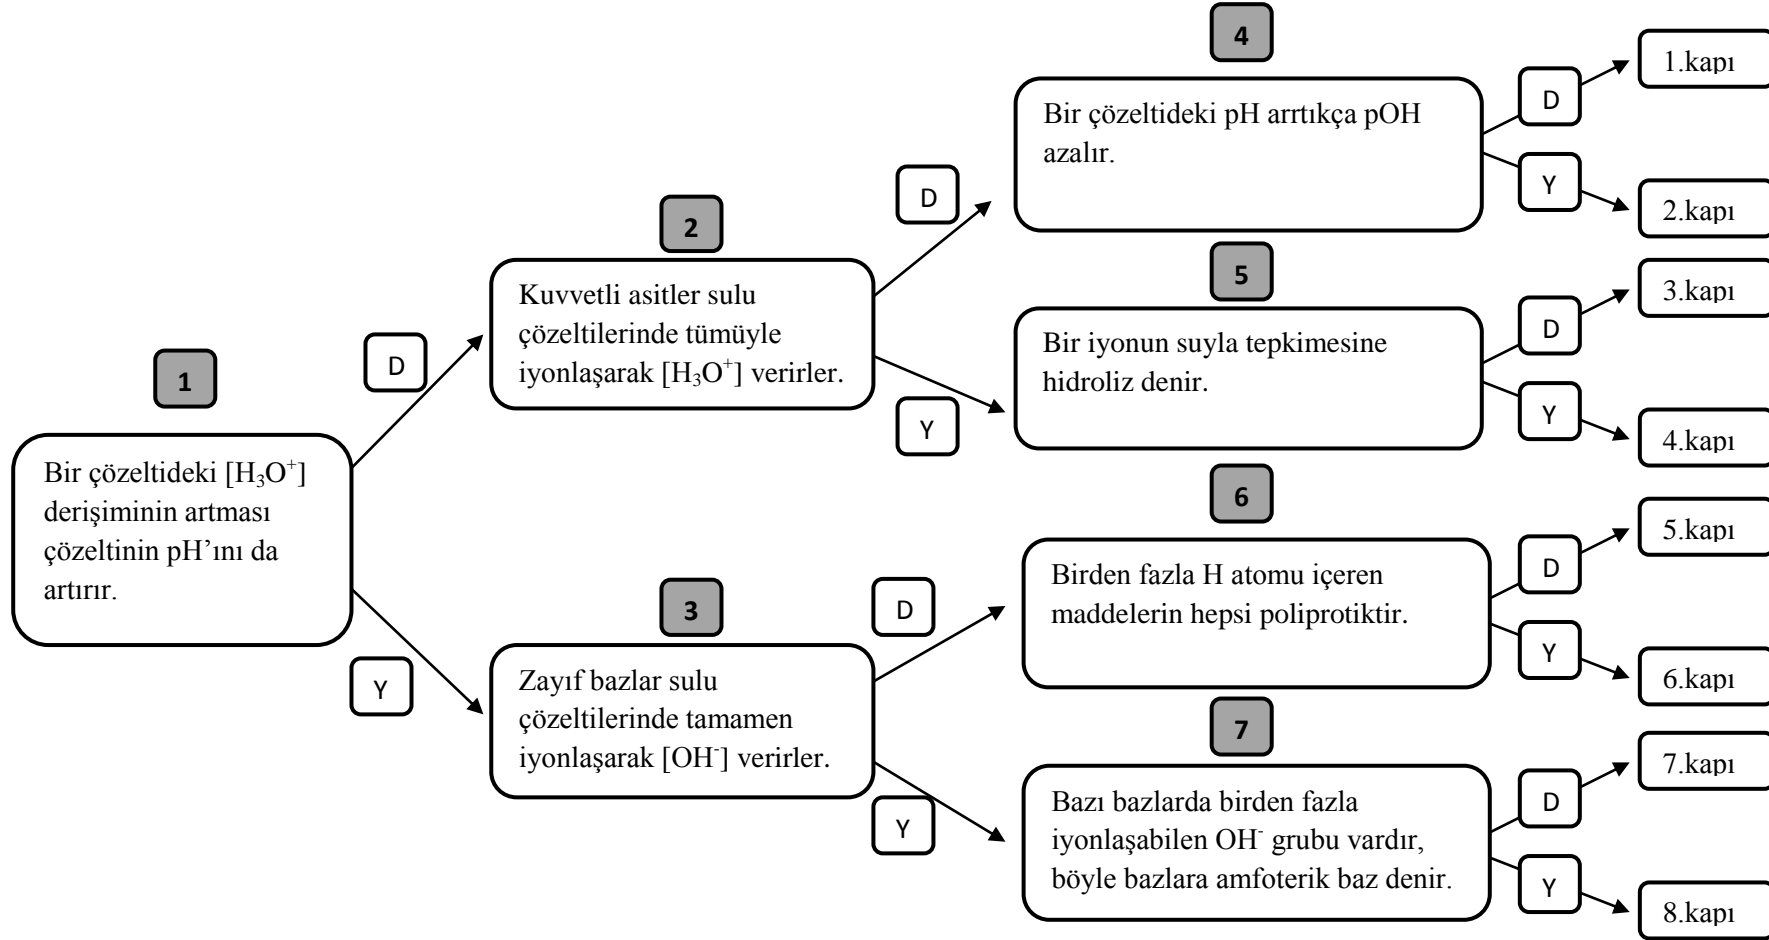 1
Bir çözeltideki [H₃O⁺]
derişiminin artması
çözeltinin pH’ını da
artırır.
D
Y
2
Kuvvetli asitler sulu
çözeltilerinde tümüyle
iyonlaşarak [H₃O⁺] verirler.
D
Y
3
Zayıf bazlar sulu
çözeltilerinde tamamen
iyonlaşarak [OH⁻] verirler.
D
Y
4
Bir çözeltideki pH arrtıkça pOH
azalır.
D
Y
5
Bir iyonun suyla tepkimesine
hidroliz denir.
D
Y
6
Birden fazla H atomu içeren
maddelerin hepsi poliprotiktir.
D
Y
7
Bazı bazlarda birden fazla
iyonlaşabilen OH⁻ grubu vardır,
böyle bazlara amfoterik baz denir.
D
Y
1.kapı
2.kapı
3.kapı
4.kapı
5.kapı
6.kapı
7.kapı
8.kapı